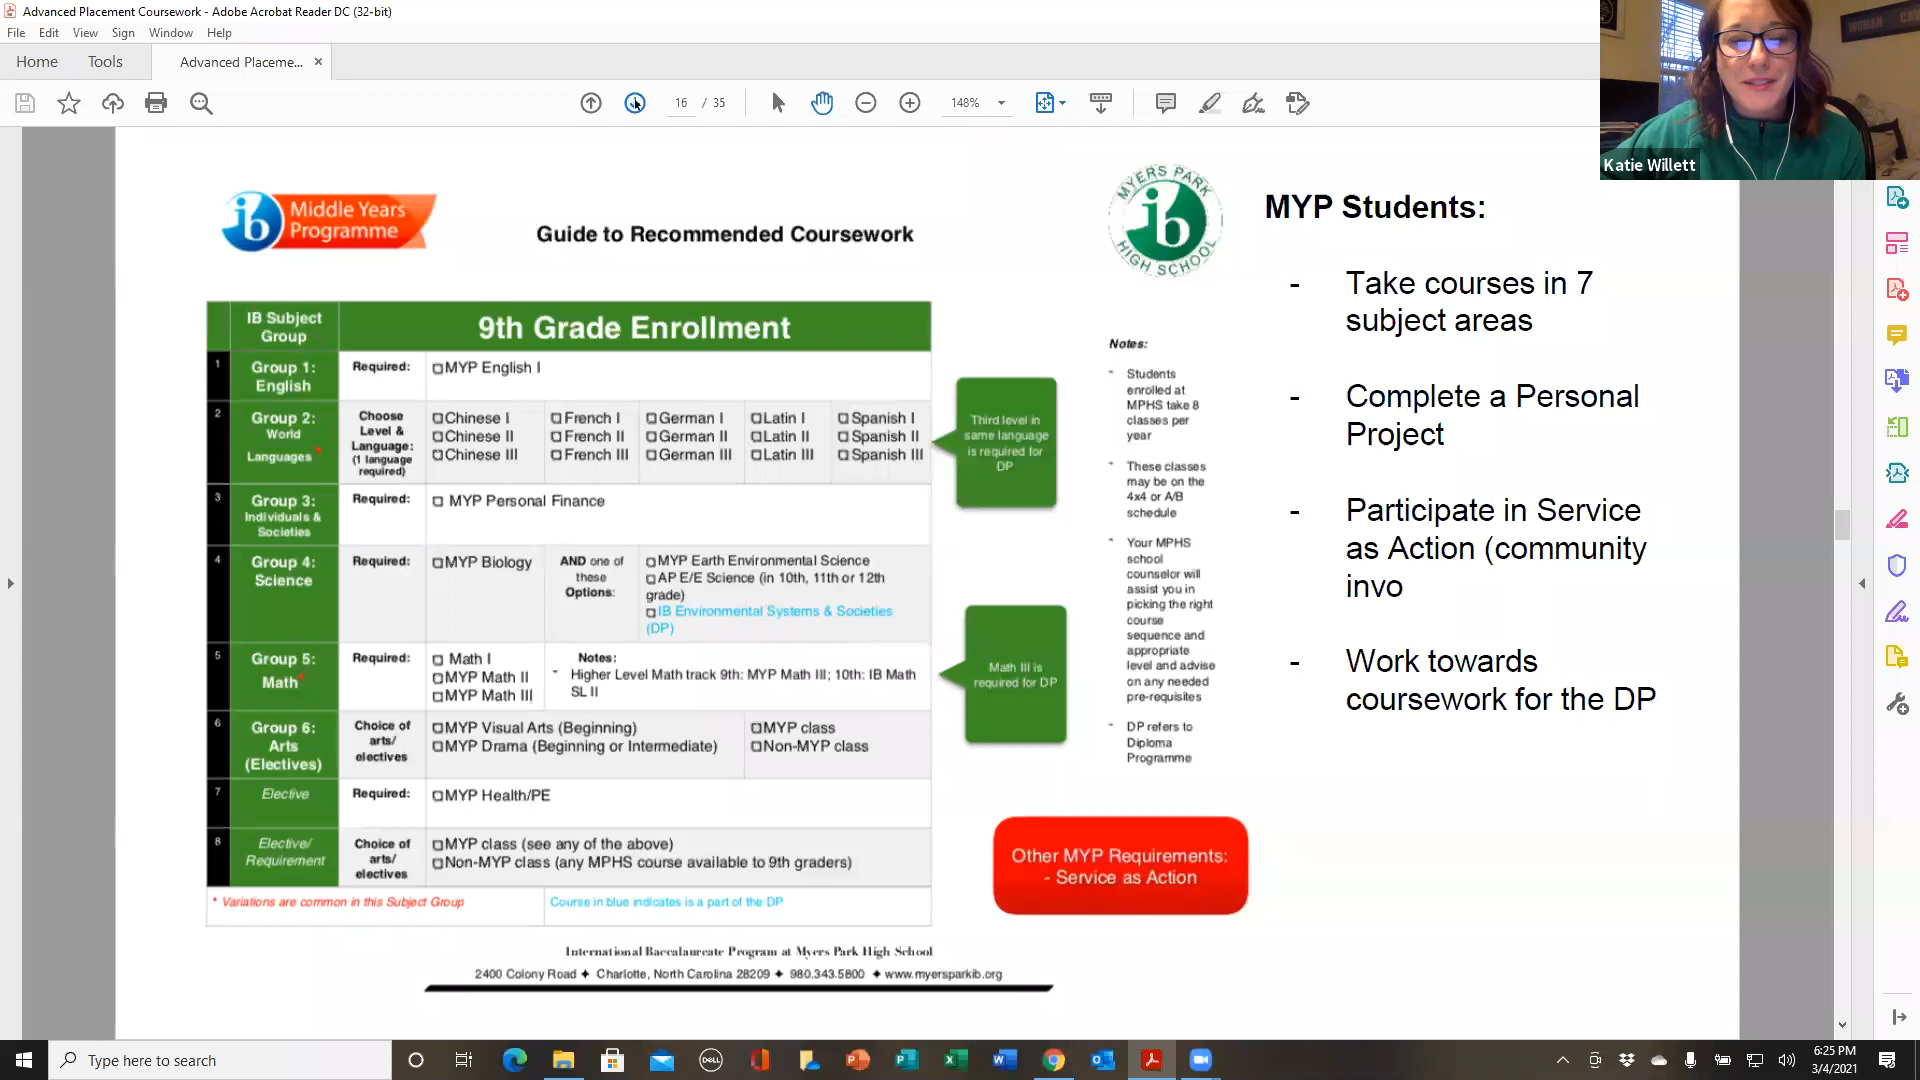 Advanced Placement Coursework - Adobe Acrobat Reader DC (32-bit)
File Edit View Sign Window Help
Home Tools Advanced Placeme... ×
16 / 35 148%
WOMAN CAVE
Katie Willett
ib Middle Years
Programme
Guide to Recommended Coursework
MYERS PARK
ib
HIGH SCHOOL
IB Subject
Group
9th Grade Enrollment
1 Group 1:
English
Required: MYP English I
2 Group 2:
World
Languages *
Choose
Level &
Language:
(1 language
required)
Chinese I French I German I Latin I Spanish I
Chinese II French II German II Latin II Spanish II
Chinese III French III German III Latin III Spanish III
3 Group 3:
Individuals &
Societies
Required: MYP Personal Finance
4 Group 4:
Science
Required: MYP Biology
AND one of
these
Options:
MYP Earth Environmental Science
AP E/E Science (in 10th, 11th or 12th
grade)
IB Environmental Systems & Societies
(DP)
5 Group 5:
Math*
Required: Math I
MYP Math II
MYP Math III
Notes:
- Higher Level Math track 9th: MYP Math III; 10th: IB Math
SL II
6 Group 6:
Arts
(Electives)
Choice of
arts/
electives
MYP Visual Arts (Beginning) MYP class
MYP Drama (Beginning or Intermediate) Non-MYP class
7 Elective Required: MYP Health/PE
8 Elective/
Requirement
Choice of
arts/
electives
MYP class (see any of the above)
Non-MYP class (any MPHS course available to 9th graders)
* Variations are common in this Subject Group
Course in blue indicates is a part of the DP
Third level in
same language
is required for
DP
Math III is
required for DP
Notes:
- Students
enrolled at
MPHS take 8
classes per
year
- These classes
may be on the
4x4 or A/B
schedule
- Your MPHS
school
counselor will
assist you in
picking the right
course
sequence and
appropriate
level and advise
on any needed
pre-requisites
- DP refers to
Diploma
Programme
Other MYP Requirements:
- Service as Action
International Baccalaureate Program at Myers Park High School
2400 Colony Road ✦ Charlotte, North Carolina 28209 ✦ 980.343.5800 ✦ www.myersparkib.org
MYP Students:
- Take courses in 7
subject areas
- Complete a Personal
Project
- Participate in Service
as Action (community
invo
- Work towards
coursework for the DP
Type here to search
DELL
6:25 PM
3/4/2021